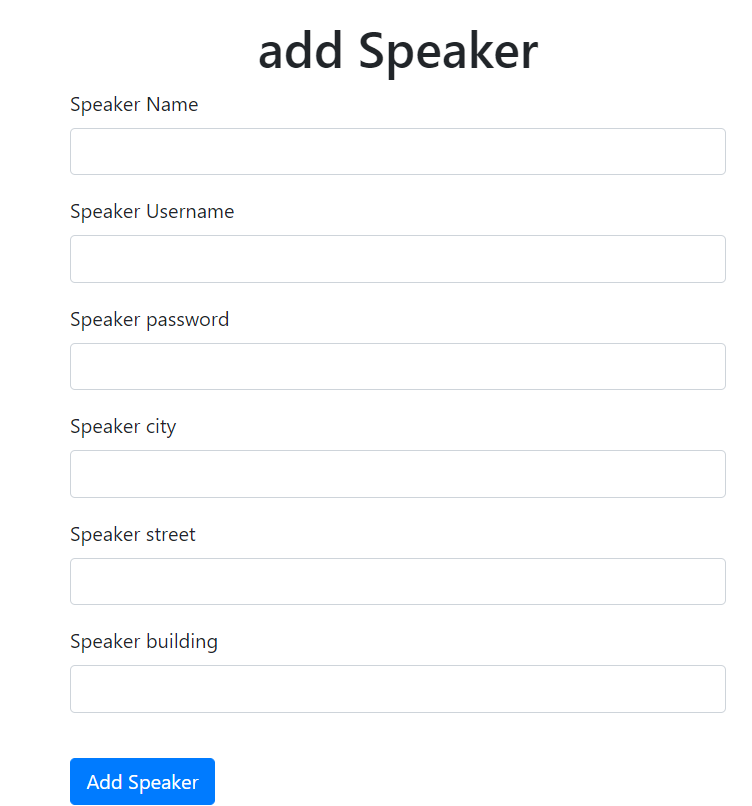 add Speaker
Speaker Name
Speaker Username
Speaker password
Speaker city
Speaker street
Speaker building
Add Speaker